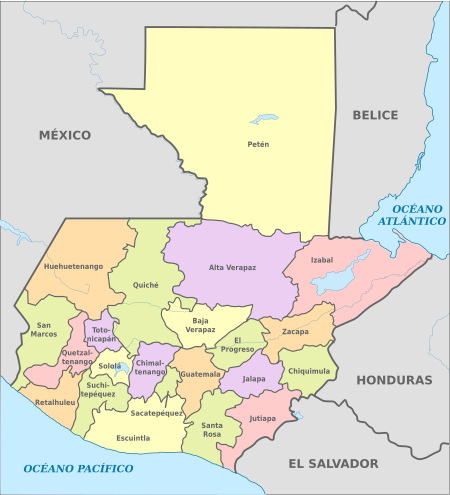 BELICE
MÉXICO
Petén
OCÉANO
ATLÁNTICO
Izabal
Huehuetenango
Alta Verapaz
Quiché
Baja
Verapaz
San
Marcos
Toto-
nicapán
Zacapa
El
Progreso
Quetzal-
tenango
Sololá
Chimal-
tenango
Guatemala
Jalapa
Chiquimula
Suchi-
tepéquez
HONDURAS
Retalhuleu
Sacatepéquez
Jutiapa
Santa
Rosa
Escuintla
OCÉANO PACÍFICO
EL SALVADOR